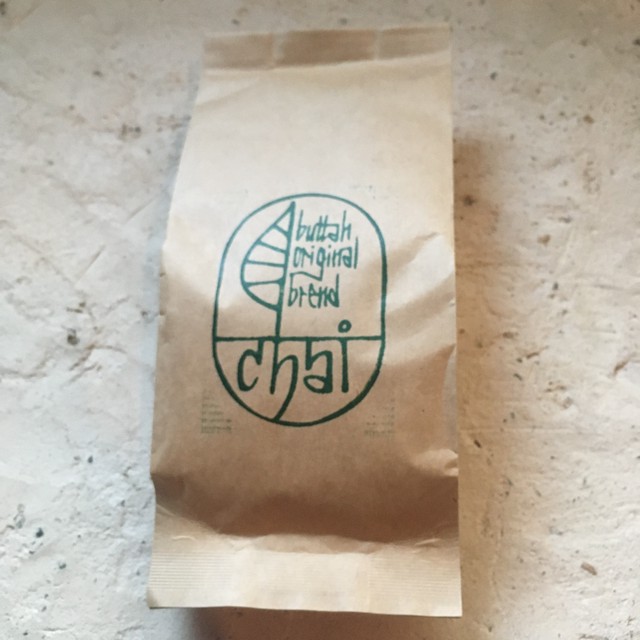 buttah
original
brend
chai